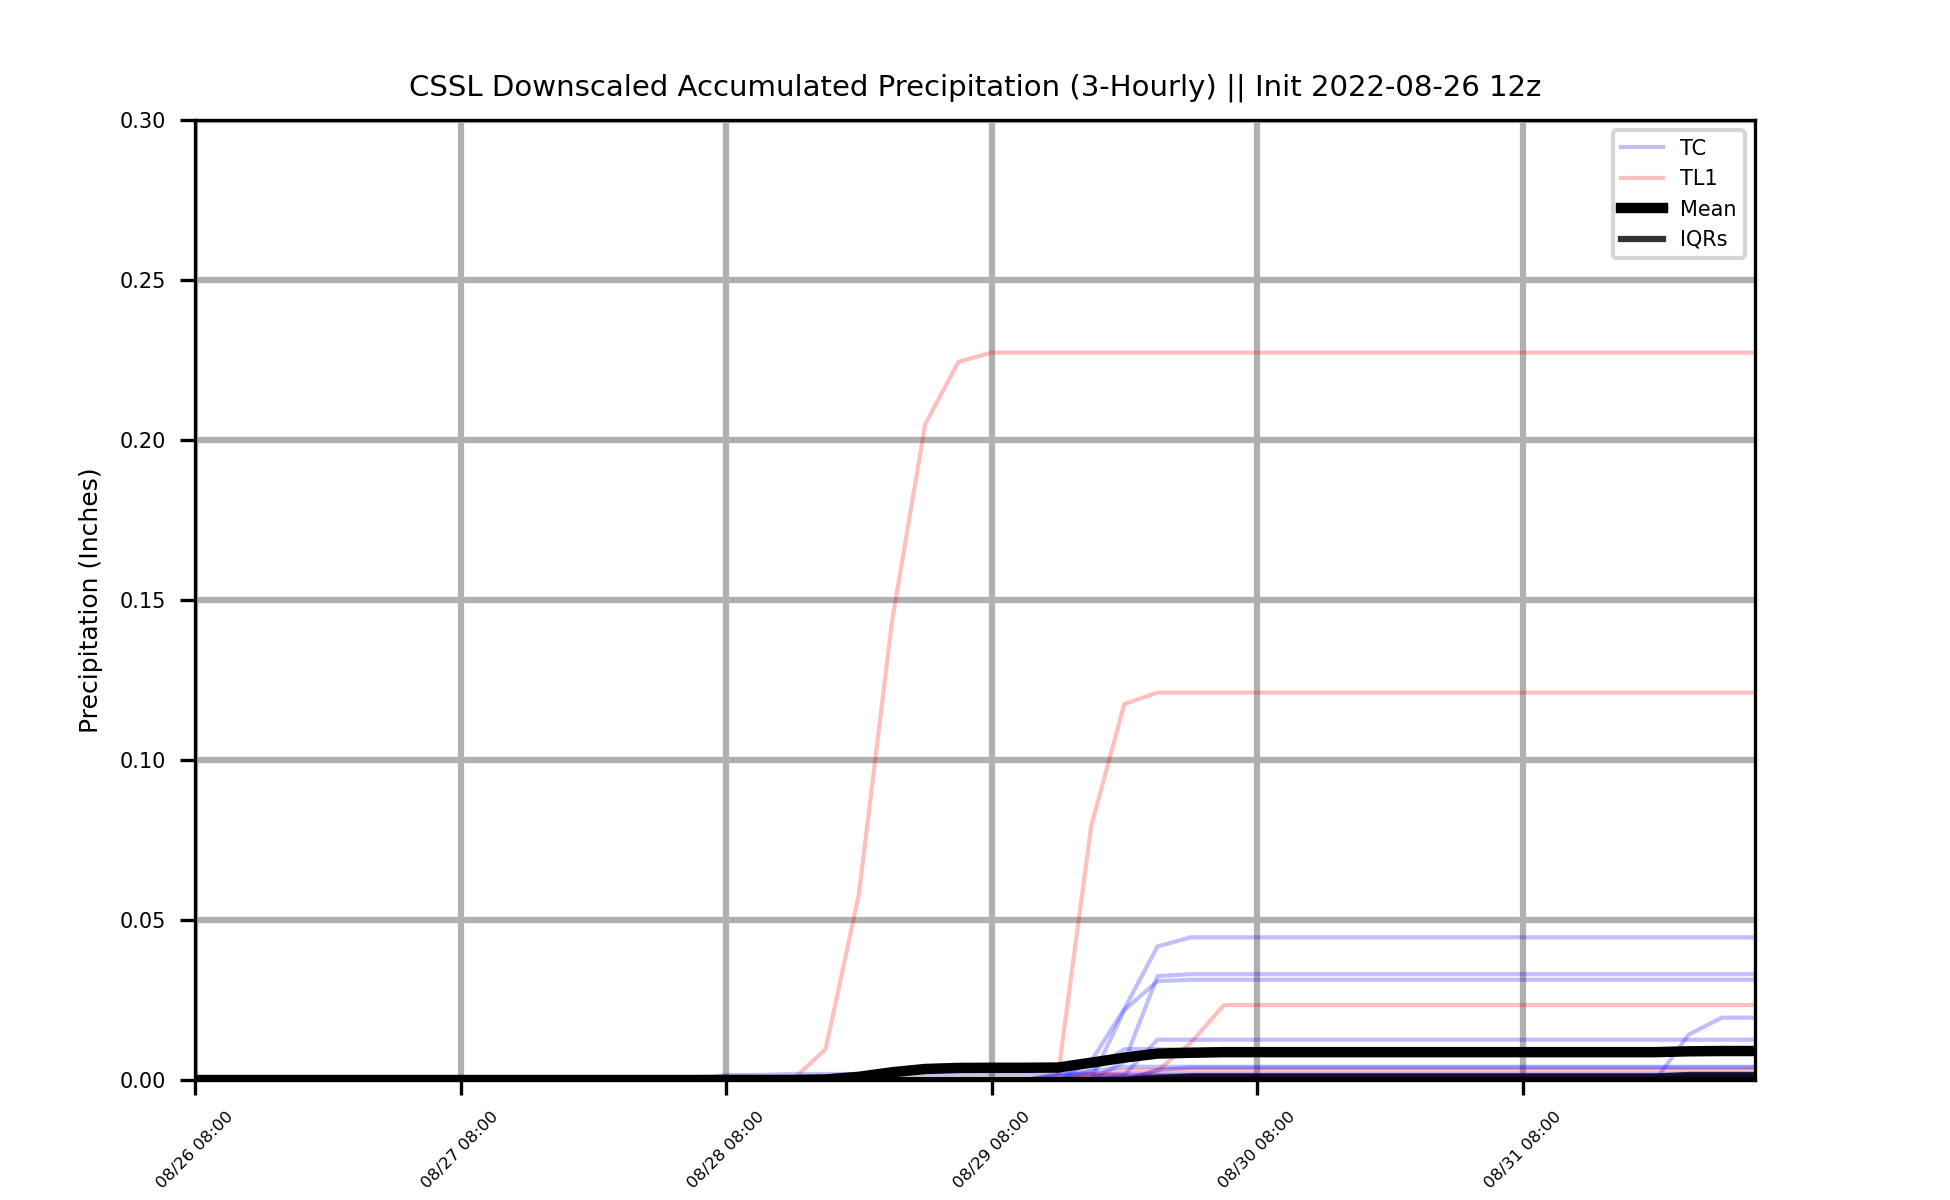 CSSL Downscaled Accumulated Precipitation (3-Hourly) || Init 2022-08-26 12z
TC
TL1
Mean
IQRs
Precipitation (Inches)
0.30
0.25
0.20
0.15
0.10
0.05
0.00
08/26 08:00
08/27 08:00
08/28 08:00
08/29 08:00
08/30 08:00
08/31 08:00